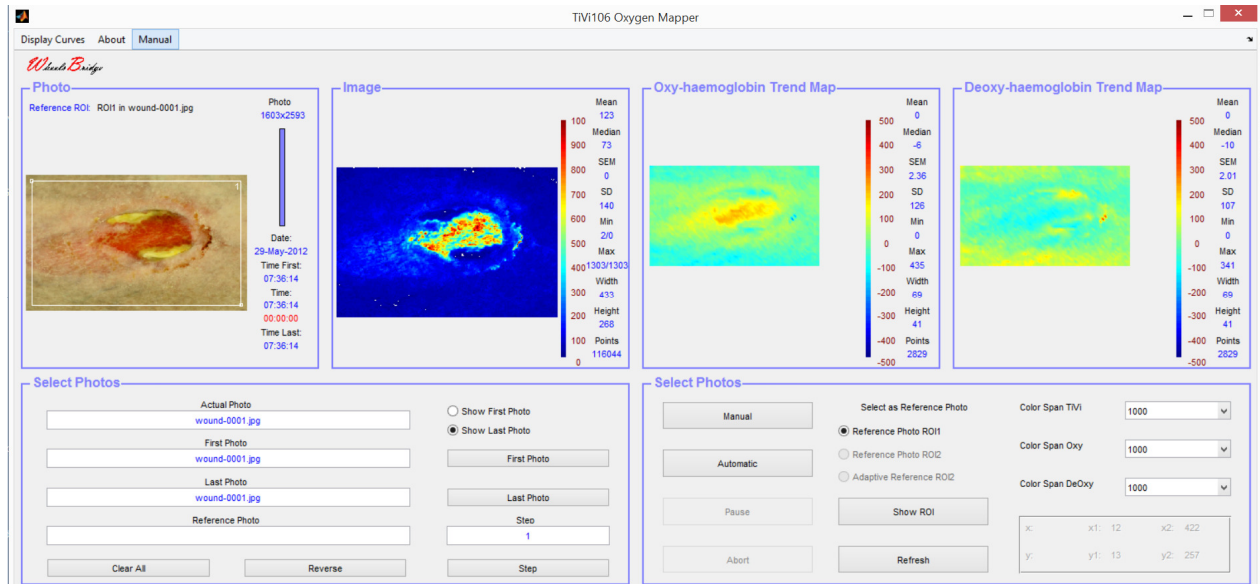 TiVi106 Oxygen Mapper
Display Curves About Manual
WheelsBridge
Photo
Reference ROI: ROI1 in wound-0001.jpg
Photo
1603x2593
1
Date:
29-May-2012
Time First:
07:36:14
Time:
07:36:14
00:00:00
Time Last:
07:36:14
Image
100
900
800
700
600
500
400
300
200
100
0
Mean
123
Median
73
SEM
0
SD
140
Min
2/0
Max
1303/1303
Width
433
Height
268
Points
116044
Oxy-haemoglobin Trend Map
500
400
300
200
100
0
-100
-200
-300
-400
-500
Mean
0
Median
-6
SEM
2.36
SD
126
Min
0
Max
435
Width
69
Height
41
Points
2829
Deoxy-haemoglobin Trend Map
500
400
300
200
100
0
-100
-200
-300
-400
-500
Mean
0
Median
-10
SEM
2.01
SD
107
Min
0
Max
341
Width
69
Height
41
Points
2829
Select Photos
Actual Photo
wound-0001.jpg
First Photo
wound-0001.jpg
Last Photo
wound-0001.jpg
Reference Photo
Clear All
Reverse
Show First Photo
Show Last Photo
First Photo
Last Photo
Step
1
Step
Select Photos
Manual
Automatic
Pause
Abort
Select as Reference Photo
Reference Photo ROI1
Reference Photo ROI2
Adaptive Reference ROI2
Show ROI
Refresh
Color Span TiVi 1000
Color Span Oxy 1000
Color Span DeOxy 1000
x: x1: 12 x2: 422
y: y1: 13 y2: 257